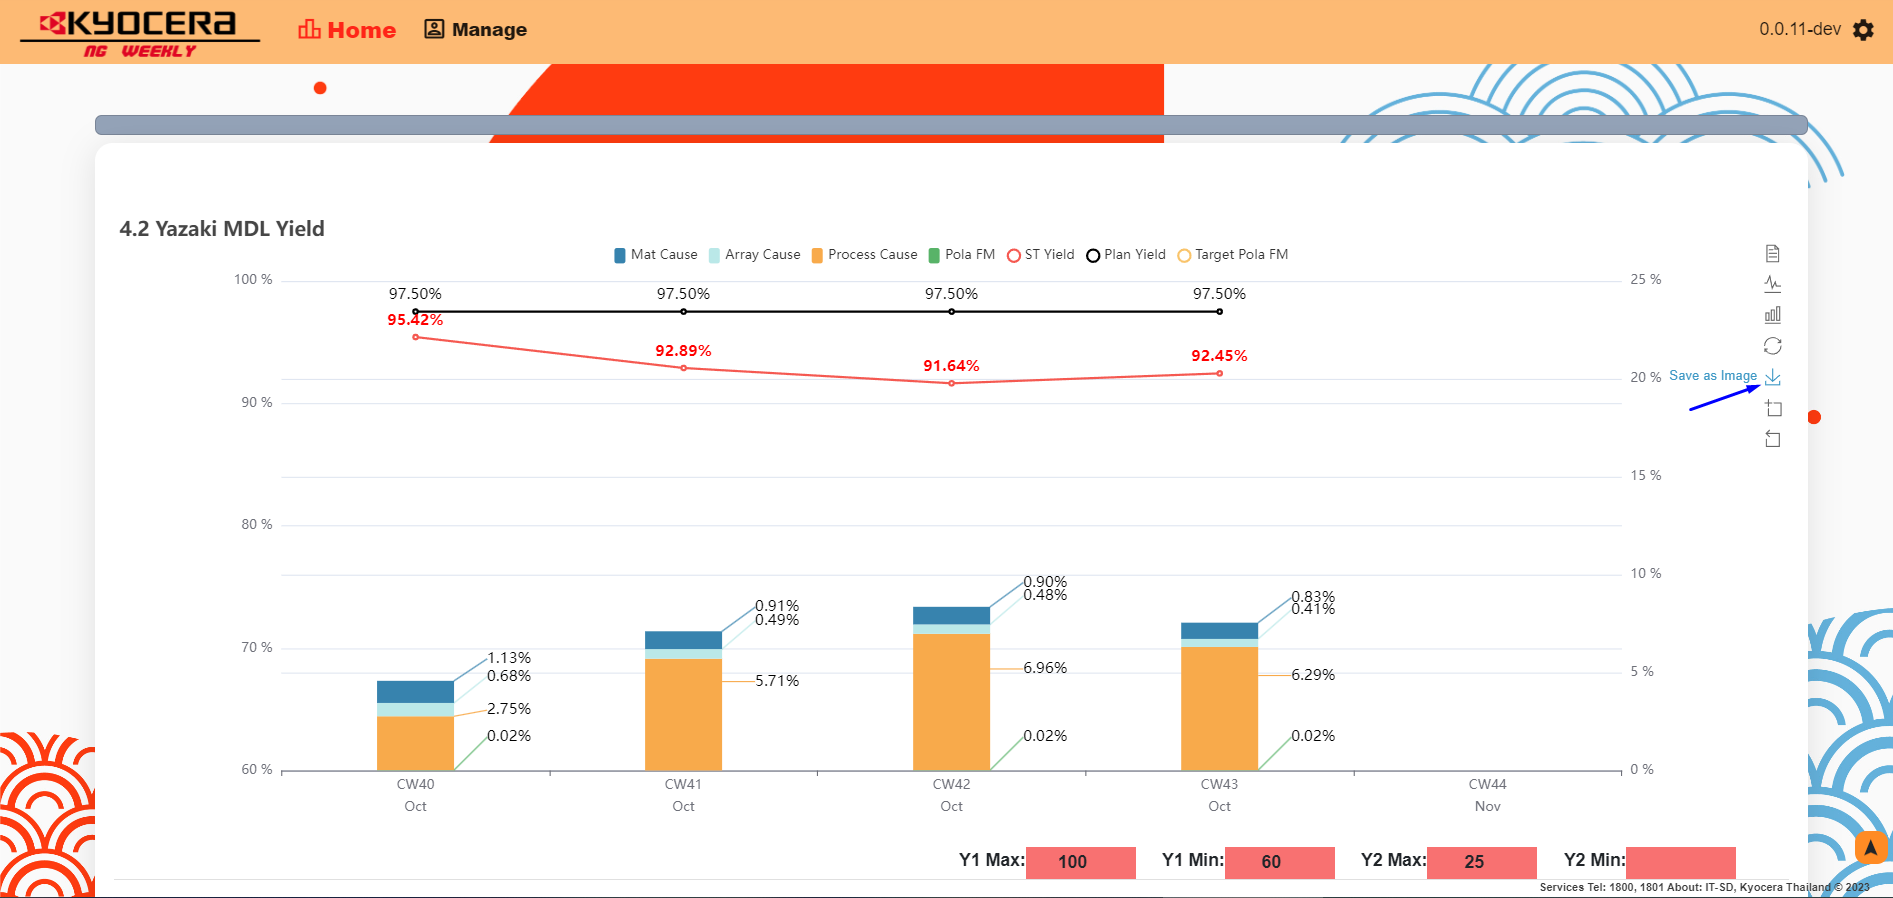 KYOCERA
NG WEEKLY
Home
Manage
0.0.11-dev
4.2 Yazaki MDL Yield
Mat Cause Array Cause Process Cause Pola FM ST Yield Plan Yield Target Pola FM
100 %
25 %
97.50% 97.50% 97.50% 97.50%
95.42%
92.89%
91.64%
92.45%
20 %
Save as Image
90 %
15 %
80 %
10 %
0.90%
0.48%
0.83%
0.41%
0.91%
0.49%
70 %
1.13%
0.68%
5 %
6.96%
6.29%
5.71%
2.75%
0.02% 0.02% 0.02%
60 %
0 %
CW40 CW41 CW42 CW43 CW44
Oct Oct Oct Oct Nov
Y1 Max: 100 Y1 Min: 60 Y2 Max: 25 Y2 Min:
Services Tel: 1800, 1801 About: IT-SD, Kyocera Thailand © 2023